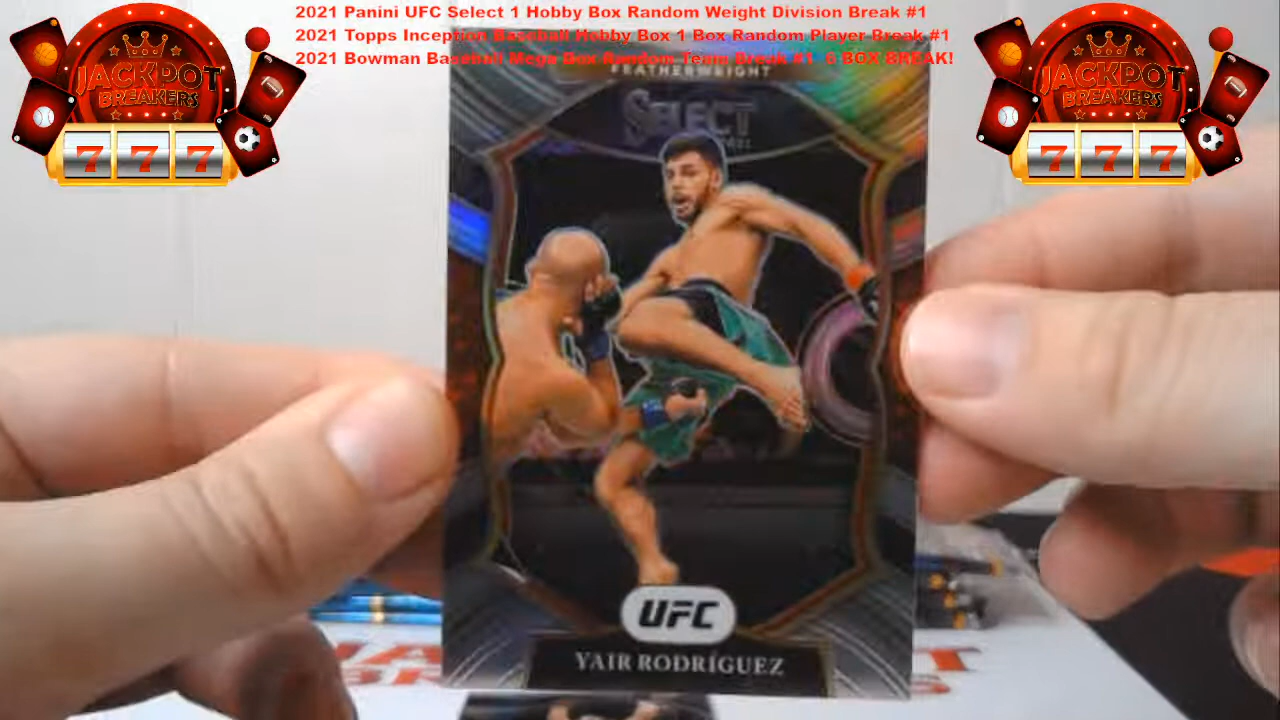 2021 Panini UFC Select 1 Hobby Box Random Weight Division Break #1
2021 Topps Inception Baseball Hobby Box 1 Box Random Player Break #1
2021 Bowman Baseball Mega Box Random Team Break #1 6 BOX BREAK!
JACKPOT
BREAKERS
777
JACKPOT
BREAKERS
777
FEATHERWEIGHT
SELECT
UFC
YAIR RODRÍGUEZ